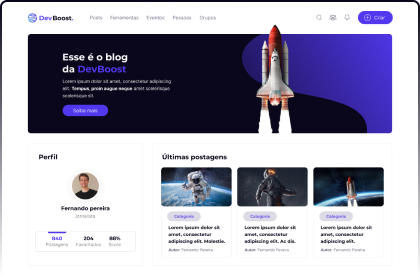 DevBoost.
Posts Ferramentas Eventos Pessoas Grupos
Criar
Esse é o blog
da DevBoost
Lorem ipsum dolor sit amet, consectetur adipiscing
elit. Tempus, proin augue neque amet scelerisque
scelerisque elit.
Saiba mais
Perfil
Fernando pereira
Jornalista
840 204 88%
Postagens Favoritados Score
Últimas postagens
Categoria
Lorem ipsum dolor sit
amet, consectetur
adipiscing elit. Molestie.
Autor: Fernando Pereira
Categoria
Lorem ipsum dolor sit
amet, consectetur
adipiscing elit. Ac dis.
Autor: Fernando Pereira
Categoria
Lorem ipsum dolor sit
amet, consectetur
adipiscing elit.
Autor: Fernando Pereira